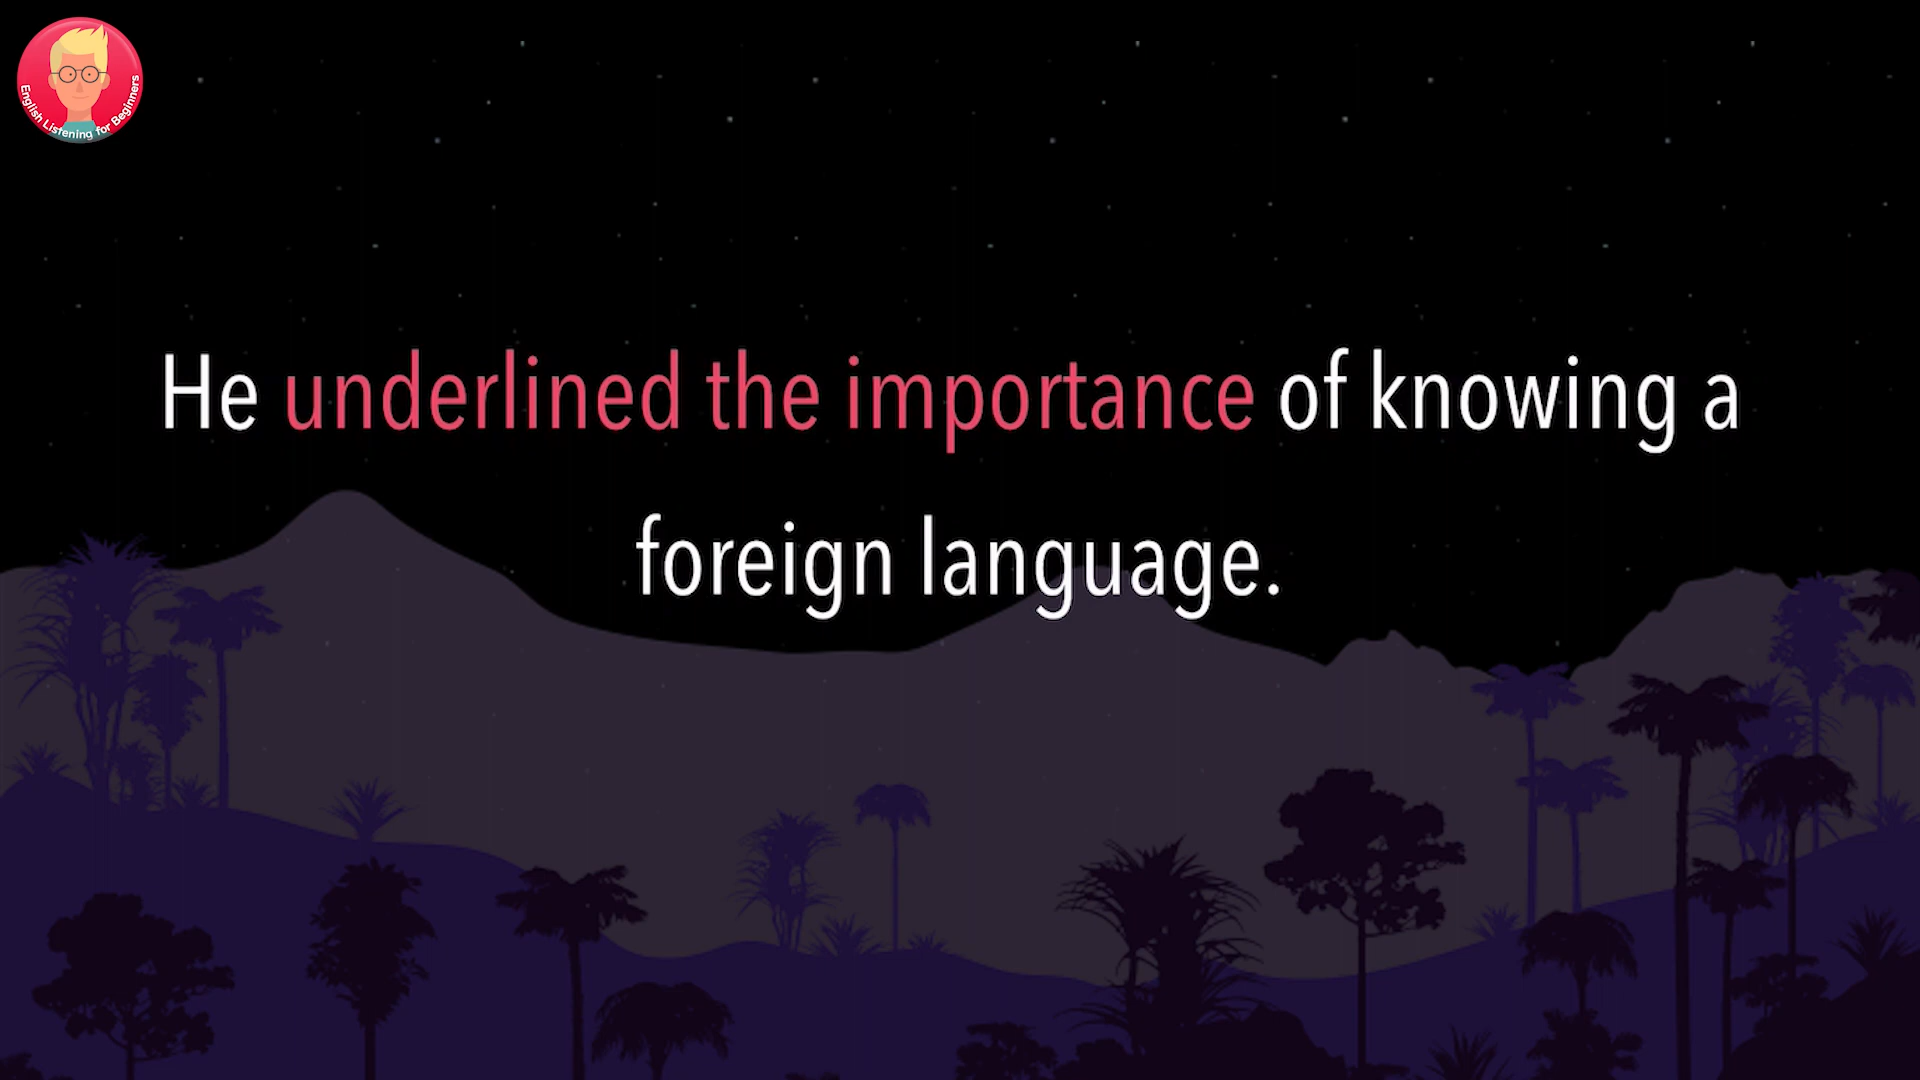 English Listening for Beginners
He underlined the importance of knowing a
foreign language.